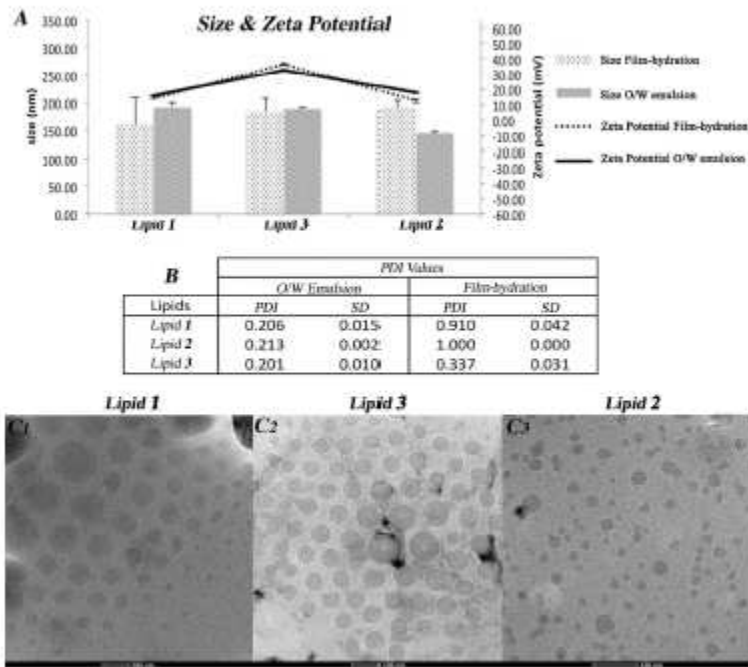 A
Size & Zeta Potential
350.00
300.00
250.00
200.00
150.00
100.00
50.00
0.00
size (nm)
60.00
50.00
40.00
30.00
20.00
10.00
0.00
-10.00
-20.00
-30.00
-40.00
-50.00
-60.00
Zeta potential (mV)
Lipid 1 Lipid 3 Lipid 2
Size Film-hydration
Size O/W emulsion
Zeta Potential Film-hydration
Zeta Potential O/W emulsion
B PDI Values
O/W Emulsion Film-hydration
Lipids PDI SD PDI SD
Lipid 1 0.206 0.015 0.910 0.042
Lipid 2 0.213 0.002 1.000 0.000
Lipid 3 0.201 0.010 0.337 0.031
Lipid 1 Lipid 3 Lipid 2
C1 C2 C3